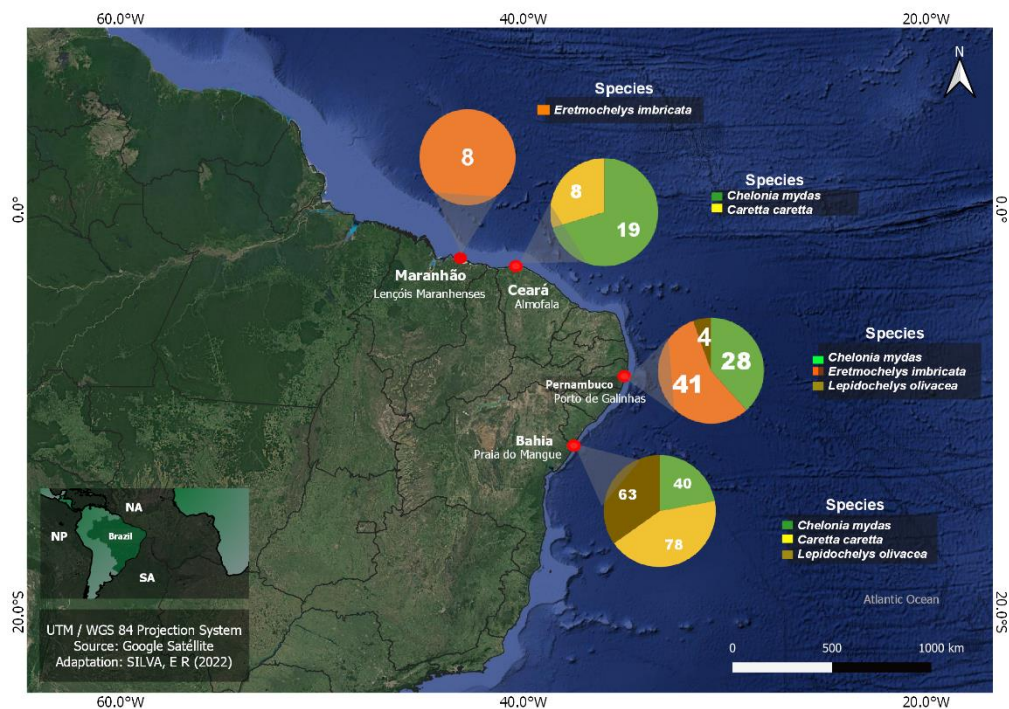 60.0°W 40.0°W 20.0°W
N
Species
Eretmochelys imbricata
8
Species
Chelonia mydas
Caretta caretta
8
19
0.0°
0.0°
Maranhão
Lençóis Maranhenses
Ceará
Almofala
Species
Chelonia mydas
Eretmochelys imbricata
Lepidochelys olivacea
4
28
41
Pernambuco
Porto de Galinhas
Bahia
Praia do Mangue
63
40
78
Species
Chelonia mydas
Caretta caretta
Lepidochelys olivacea
NA
NP
Brazil
SA
Atlantic Ocean
20.0°S
20.0°S
UTM / WGS 84 Projection System
Source: Google Satéllite
Adaptation: SILVA, E R (2022)
0 500 1000 km
60.0°W 40.0°W 20.0°W